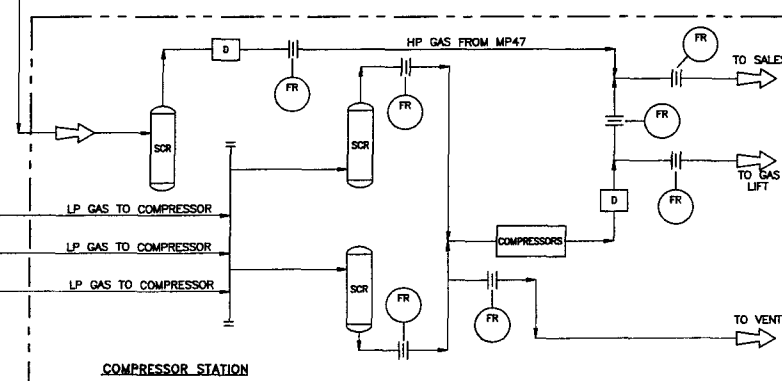 D
HP GAS FROM MP47
FR
TO SALES
FR
FR
SCR
SCR
FR
LP GAS TO COMPRESSOR
D
FR
TO GAS
LIFT
LP GAS TO COMPRESSOR
COMPRESSORS
LP GAS TO COMPRESSOR
SCR
FR
FR
TO VENT
COMPRESSOR STATION